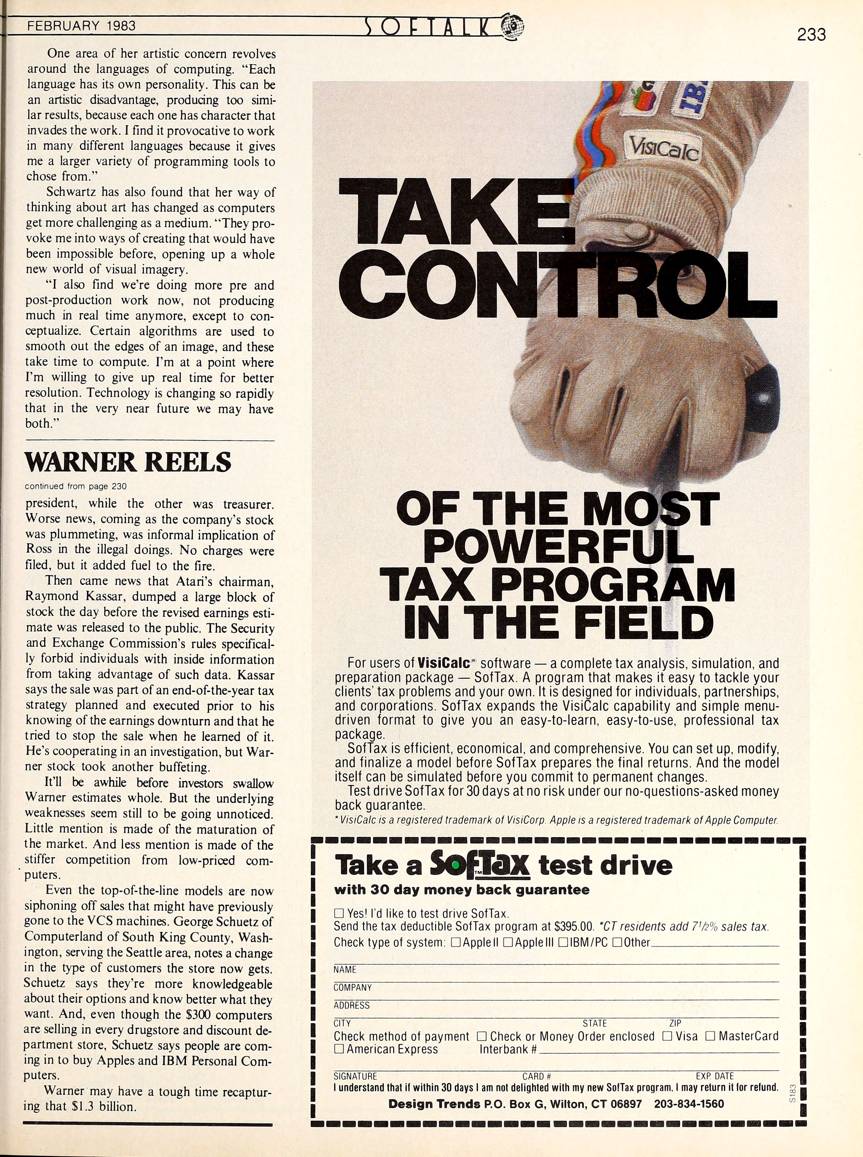 FEBRUARY 1983
SOFTALK
233
One area of her artistic concern revolves
around the languages of computing. “Each
language has its own personality. This can be
an artistic disadvantage, producing too simi-
lar results, because each one has character that
invades the work. I find it provocative to work
in many different languages because it gives
me a larger variety of programming tools to
chose from.”
Schwartz has also found that her way of
thinking about art has changed as computers
get more challenging as a medium. “They pro-
voke me into ways of creating that would have
been impossible before, opening up a whole
new world of visual imagery.
“I also find we’re doing more pre and
post-production work now, not producing
much in real time anymore, except to con-
ceptualize. Certain algorithms are used to
smooth out the edges of an image, and these
take time to compute. I’m at a point where
I’m willing to give up real time for better
resolution. Technology is changing so rapidly
that in the very near future we may have
both.”
WARNER REELS
continued from page 230
president, while the other was treasurer.
Worse news, coming as the company’s stock
was plummeting, was informal implication of
Ross in the illegal doings. No charges were
filed, but it added fuel to the fire.
Then came news that Atari’s chairman,
Raymond Kassar, dumped a large block of
stock the day before the revised earnings esti-
mate was released to the public. The Security
and Exchange Commission’s rules specifical-
ly forbid individuals with inside information
from taking advantage of such data. Kassar
says the sale was part of an end-of-the-year tax
strategy planned and executed prior to his
knowing of the earnings downturn and that he
tried to stop the sale when he learned of it.
He’s cooperating in an investigation, but War-
ner stock took another buffeting.
It’ll be awhile before investors swallow
Warner estimates whole. But the underlying
weaknesses seem still to be going unnoticed.
Little mention is made of the maturation of
the market. And less mention is made of the
stiffer competition from low-priced com-
puters.
Even the top-of-the-line models are now
siphoning off sales that might have previously
gone to the VCS machines. George Schuetz of
Computerland of South King County, Wash-
ington, serving the Seattle area, notes a change
in the type of customers the store now gets.
Schuetz says they’re more knowledgeable
about their options and know better what they
want. And, even though the $300 computers
are selling in every drugstore and discount de-
partment store, Schuetz says people are com-
ing in to buy Apples and IBM Personal Com-
puters.
Warner may have a tough time recaptur-
ing that $1.3 billion.
VISICalc
TAKE
CONTROL
OF THE MOST
POWERFUL
TAX PROGRAM
IN THE FIELD
For users of VisiCalc* software — a complete tax analysis, simulation, and
preparation package — SofTax. A program that makes it easy to tackle your
clients’ tax problems and your own. It is designed for individuals, partnerships,
and corporations. SofTax expands the VisiCalc capability and simple menu-
driven format to give you an easy-to-learn, easy-to-use, professional tax
package.
SofTax is efficient, economical, and comprehensive. You can set up, modify,
and finalize a model before SofTax prepares the final returns. And the model
itself can be simulated before you commit to permanent changes.
Test drive SofTax for 30 days at no risk under our no-questions-asked money
back guarantee.
*VisiCalc is a registered trademark of VisiCorp. Apple is a registered trademark of Apple Computer.
Take a SofTax™ test drive
with 30 day money back guarantee
☐ Yes! I’d like to test drive SofTax.
Send the tax deductible SofTax program at $395.00. *CT residents add 7½% sales tax.
Check type of system: ☐ Apple II ☐ Apple III ☐ IBM/PC ☐ Other
NAME
COMPANY
ADDRESS
CITY STATE ZIP
Check method of payment ☐ Check or Money Order enclosed ☐ Visa ☐ MasterCard
☐ American Express Interbank #
SIGNATURE CARD # EXP DATE
I understand that if within 30 days I am not delighted with my new SofTax program, I may return it for refund.
Design Trends P.O. Box G, Wilton, CT 06897 203-834-1560
S183